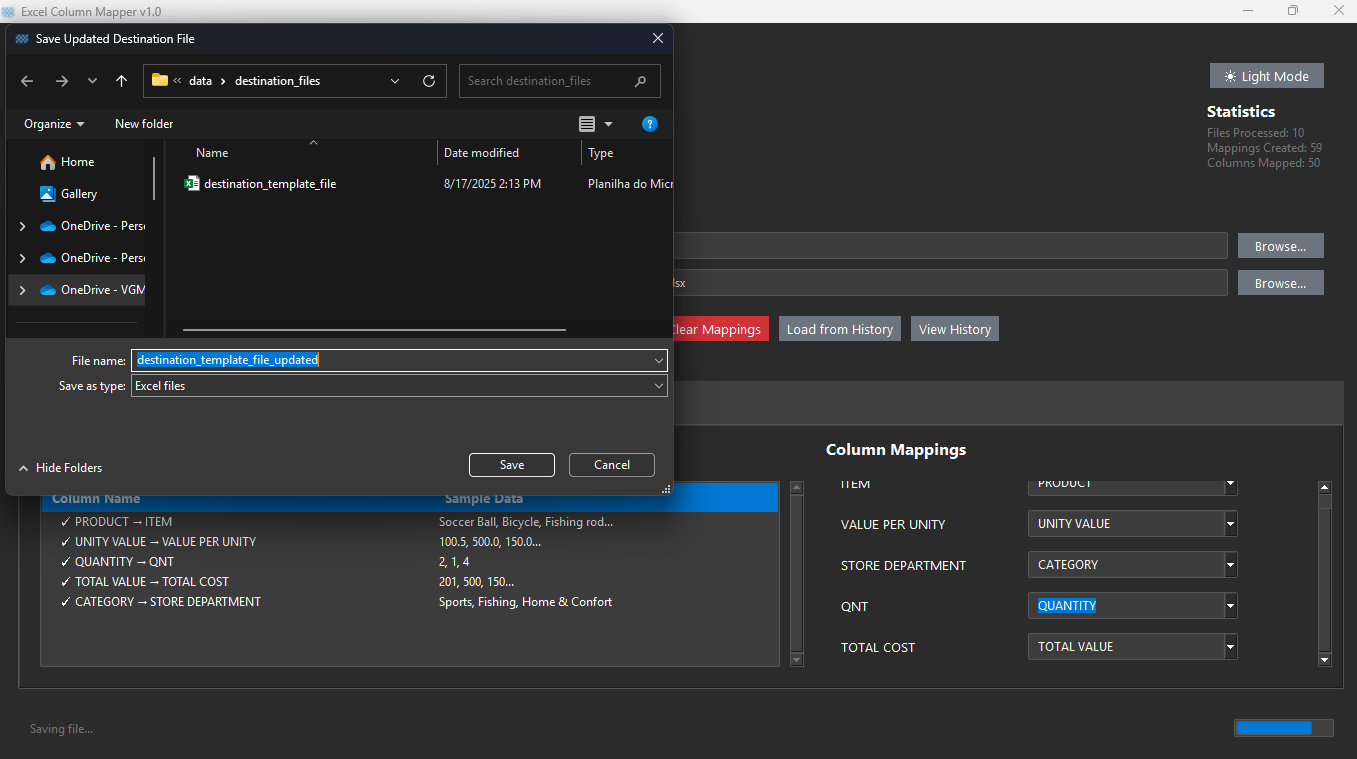 Excel Column Mapper v1.0
Save Updated Destination File
« data › destination_files
Search destination_files
Organize
New folder
?
Home
Gallery
OneDrive - Pers
OneDrive - Pers
OneDrive - VGM
Name
Date modified
Type
destination_template_file
8/17/2025 2:13 PM
Planilha do Micr
File name:
destination_template_file_updated
Save as type:
Excel files
Hide Folders
Save
Cancel
Light Mode
Statistics
Files Processed: 10
Mappings Created: 59
Columns Mapped: 50
Browse...
lsx
Browse...
Clear Mappings
Load from History
View History
Column Name
Sample Data
✓ PRODUCT → ITEM
Soccer Ball, Bicycle, Fishing rod...
✓ UNITY VALUE → VALUE PER UNITY
100.5, 500.0, 150.0...
✓ QUANTITY → QNT
2, 1, 4
✓ TOTAL VALUE → TOTAL COST
201, 500, 150...
✓ CATEGORY → STORE DEPARTMENT
Sports, Fishing, Home & Confort
Column Mappings
ITEM
PRODUCT
VALUE PER UNITY
UNITY VALUE
STORE DEPARTMENT
CATEGORY
QNT
QUANTITY
TOTAL COST
TOTAL VALUE
Saving file...